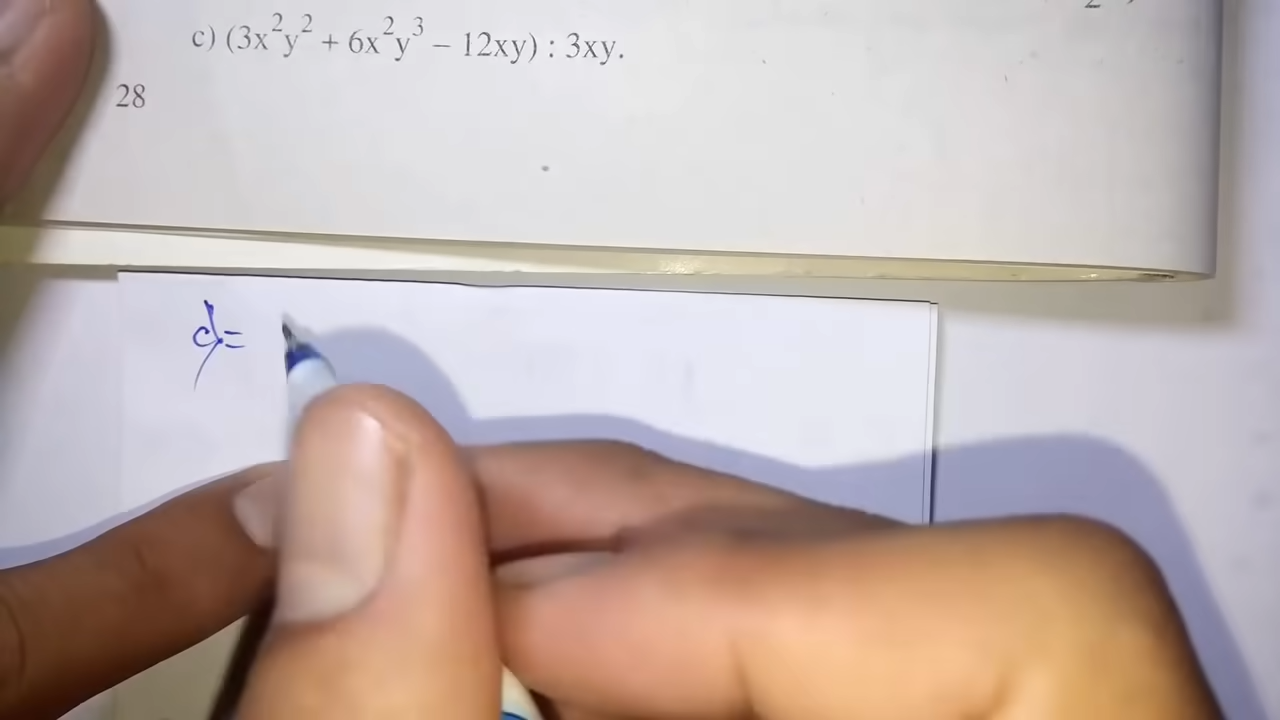 c) (3x²y² + 6x²y³ – 12xy) : 3xy.
28
c) =